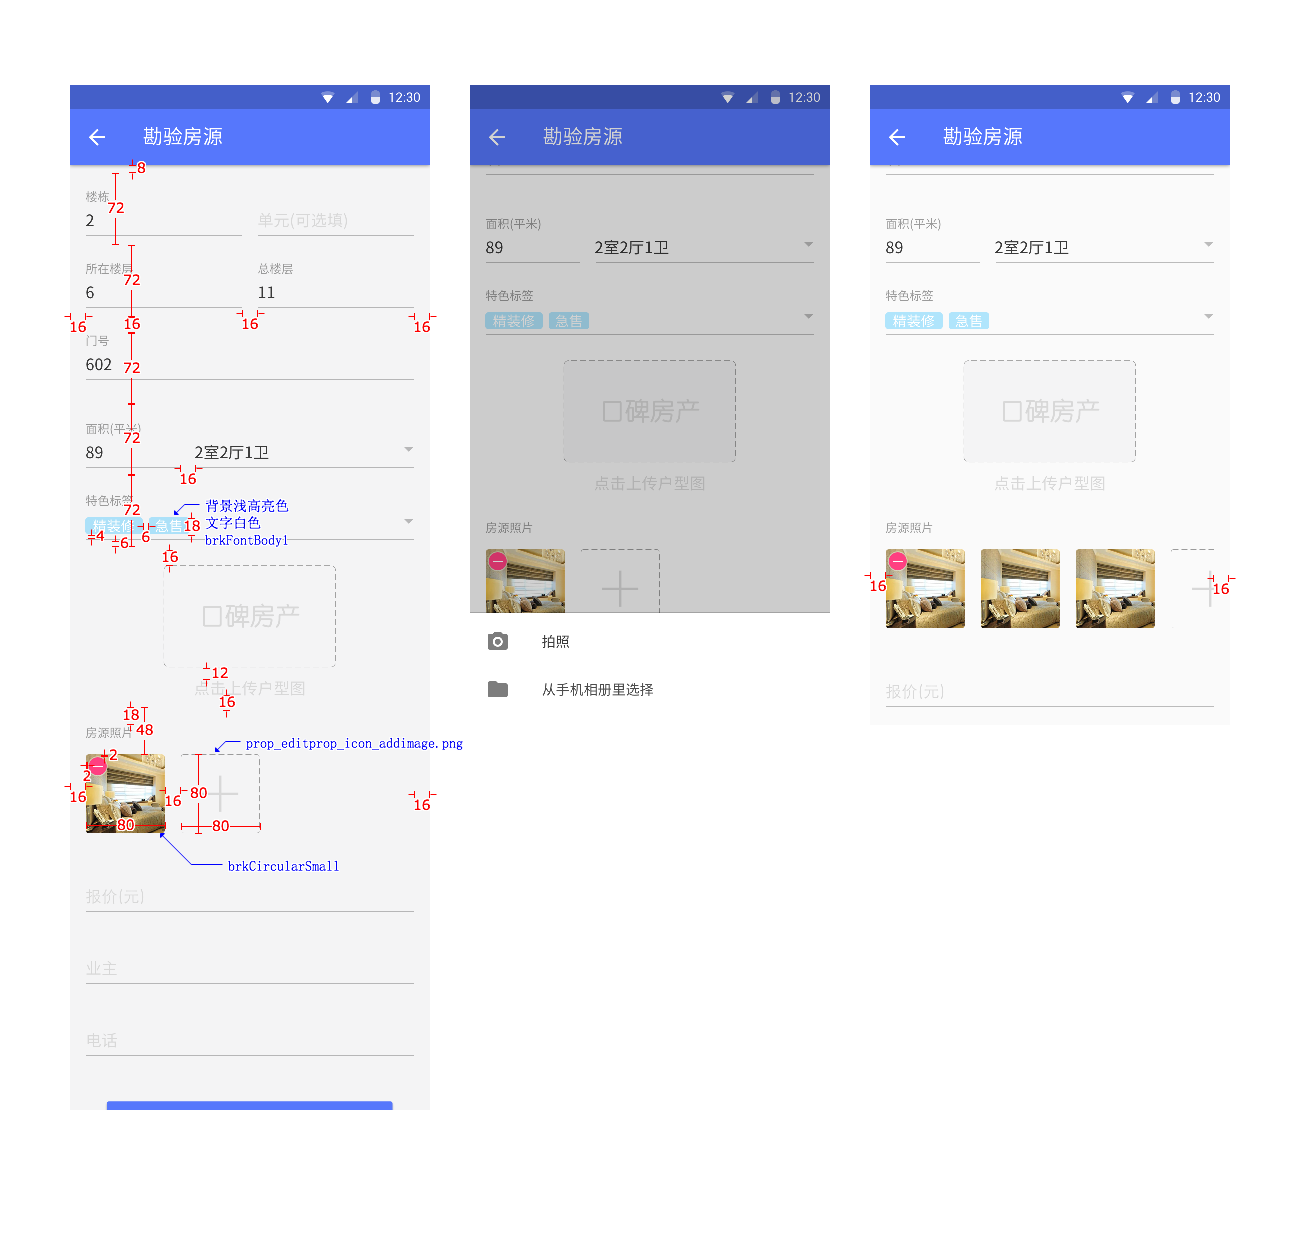 12:30
勘验房源
8
楼栋
72
2
单元(可选填)
所在楼层
总楼层
72
6
11
16
16
16
16
门号
602
72
面积(平米)
72
89
2室2厅1卫
16
特色标签
72
背景浅高亮色
精装修
急售
18
文字白色
4
6
6
brkFontBody1
16
口碑房产
12
点击上传户型图
16
18
48
房源照片
prop_editprop_icon_addimage.png
2
2
16
16
80
16
80
80
brkCircularSmall
报价(元)
业主
电话
12:30
勘验房源
面积(平米)
89
2室2厅1卫
特色标签
精装修
急售
口碑房产
点击上传户型图
房源照片
拍照
从手机相册里选择
12:30
勘验房源
面积(平米)
89
2室2厅1卫
特色标签
精装修
急售
口碑房产
点击上传户型图
房源照片
16
16
报价(元)